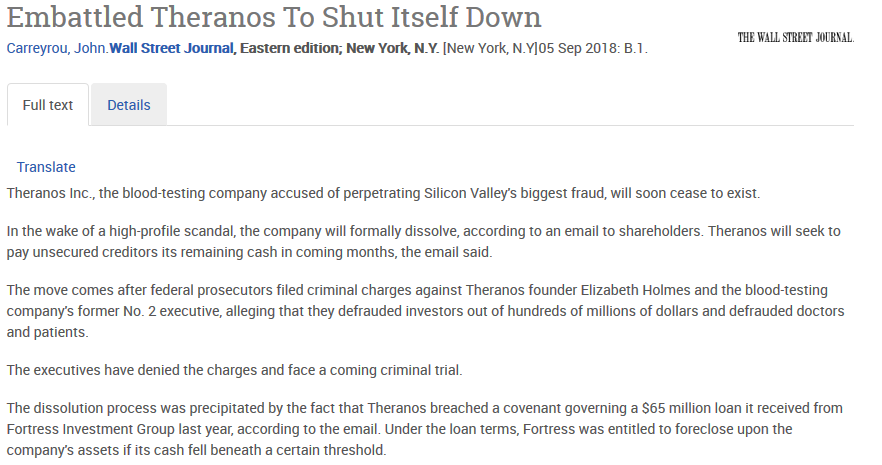 Embattled Theranos To Shut Itself Down
Carreyrou, John.Wall Street Journal, Eastern edition; New York, N.Y. [New York, N.Y]05 Sep 2018: B.1.
THE WALL STREET JOURNAL.
Full text
Details
Translate
Theranos Inc., the blood-testing company accused of perpetrating Silicon Valley's biggest fraud, will soon cease to exist.
In the wake of a high-profile scandal, the company will formally dissolve, according to an email to shareholders. Theranos will seek to
pay unsecured creditors its remaining cash in coming months, the email said.
The move comes after federal prosecutors filed criminal charges against Theranos founder Elizabeth Holmes and the blood-testing
company's former No. 2 executive, alleging that they defrauded investors out of hundreds of millions of dollars and defrauded doctors
and patients.
The executives have denied the charges and face a coming criminal trial.
The dissolution process was precipitated by the fact that Theranos breached a covenant governing a $65 million loan it received from
Fortress Investment Group last year, according to the email. Under the loan terms, Fortress was entitled to foreclose upon the
company's assets if its cash fell beneath a certain threshold.